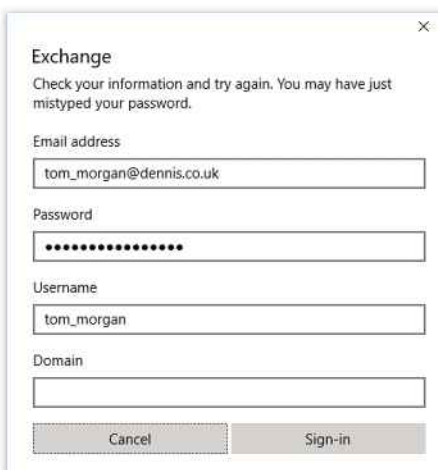 Exchange
Check your information and try again. You may have just
mistyped your password.
Email address
tom_morgan@dennis.co.uk
Password
••••••••••••••••
Username
tom_morgan
Domain
Cancel
Sign-in